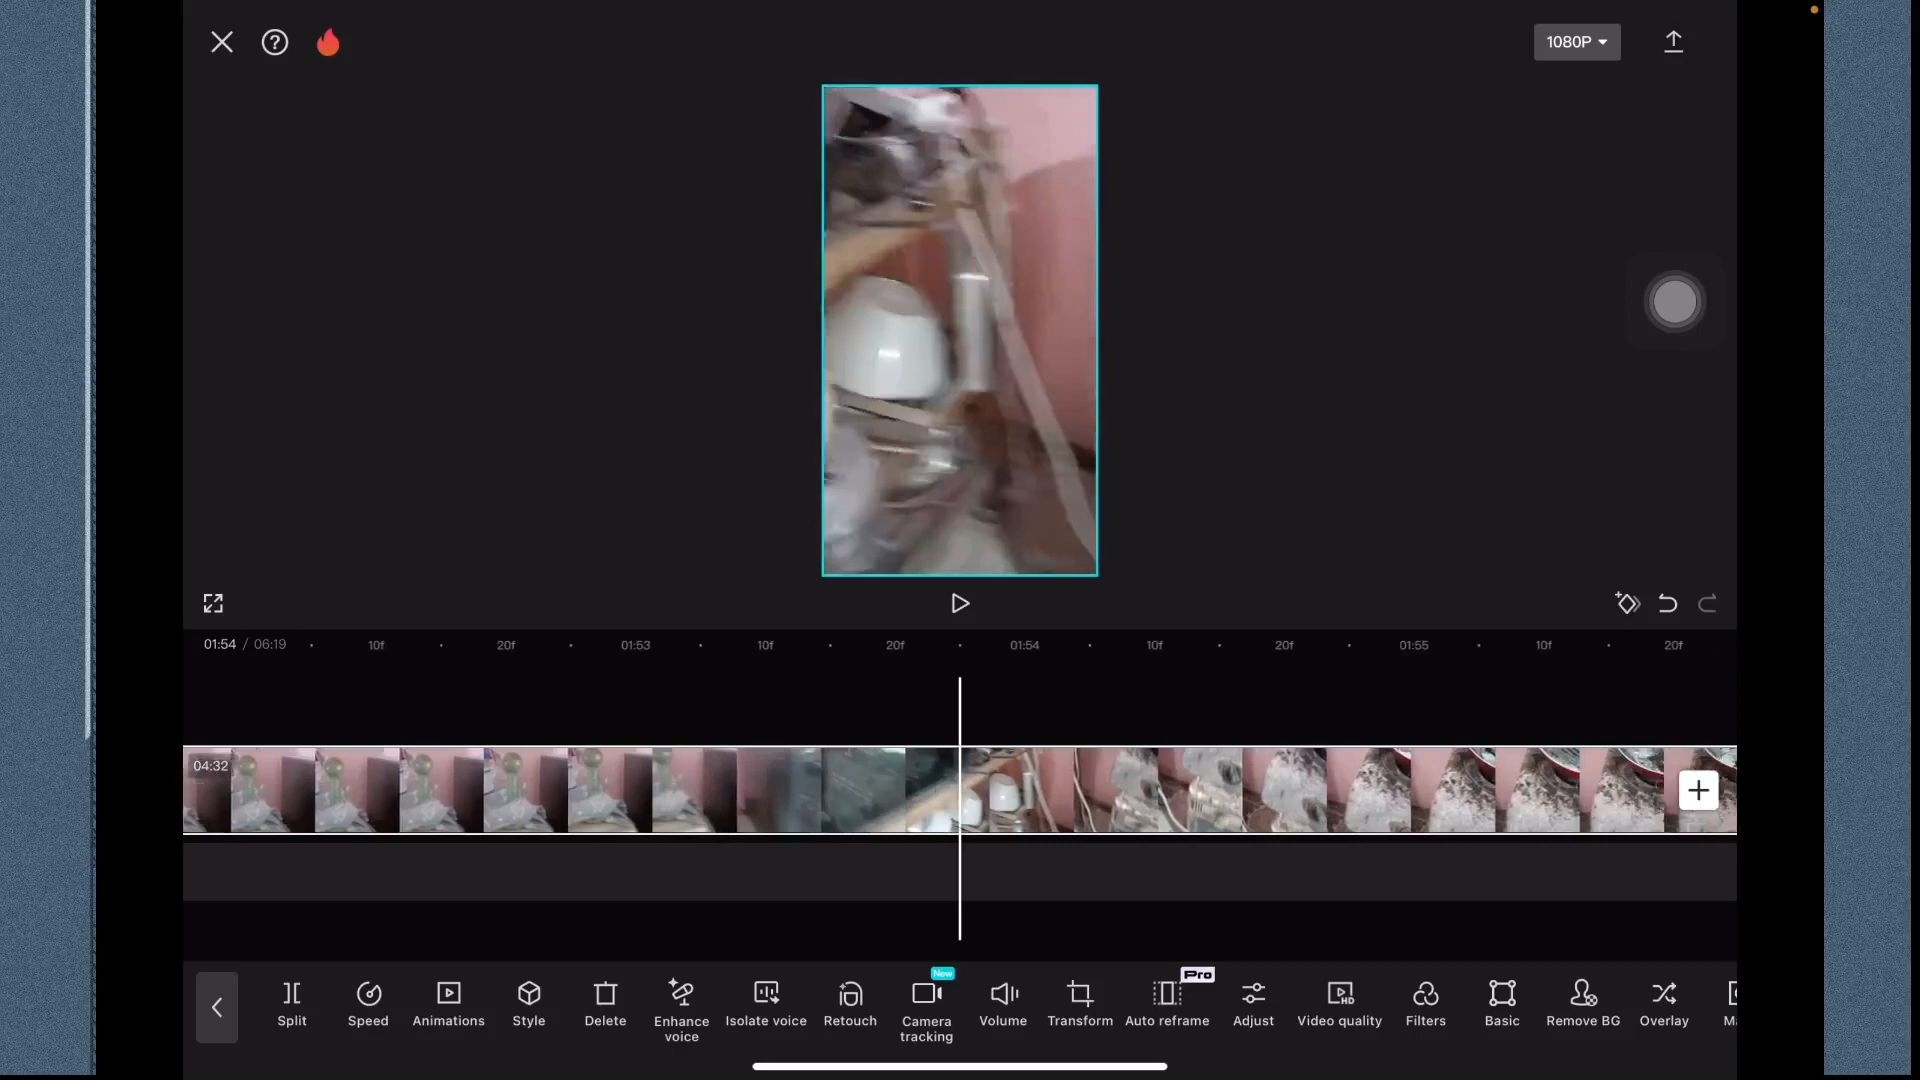 1080P
01:54 / 06:19
10f 20f 01:53 10f 20f 01:54 10f 20f 01:55 10f 20f
04:32
New
Pro
Split Speed Animations Style Delete Enhance voice Isolate voice Retouch Camera tracking Volume Transform Auto reframe Adjust Video quality Filters Basic Remove BG Overlay